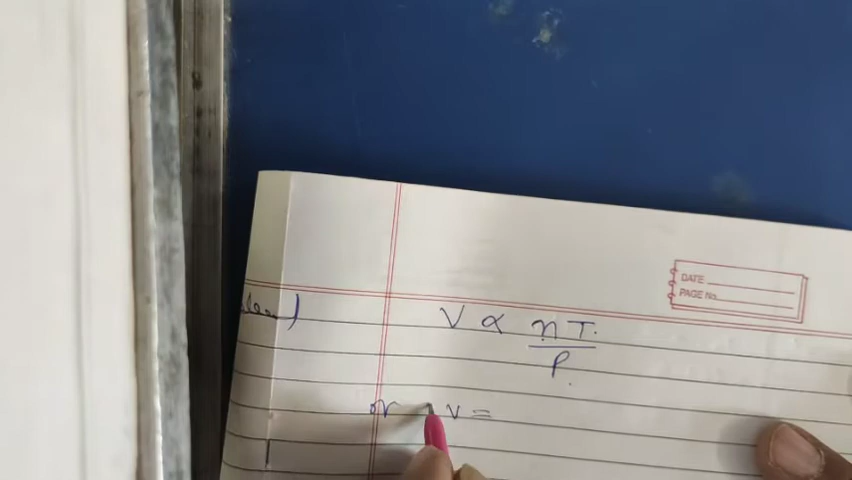 DATE
PAGE No.
V ∝ nT.
P.
or V =